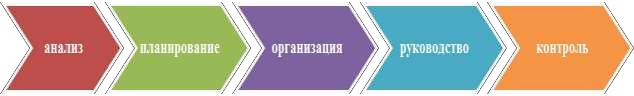 анализ планирование организация руководство контроль